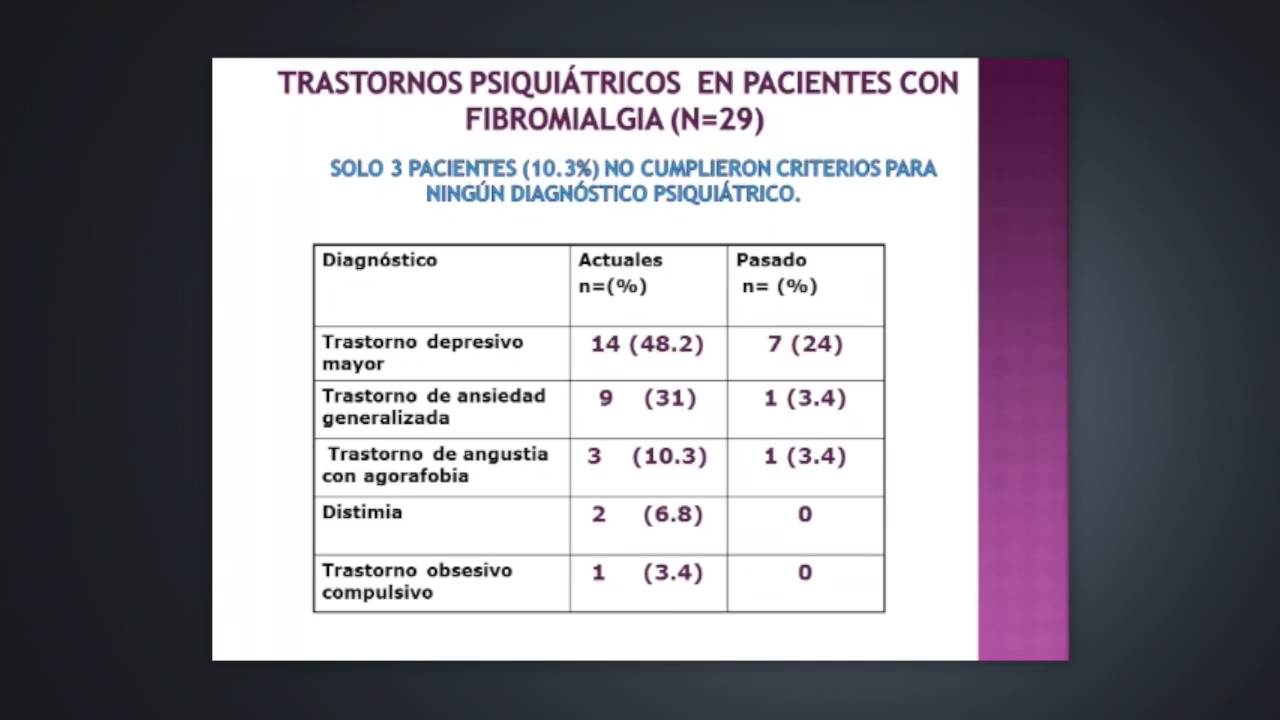 TRASTORNOS PSIQUIÁTRICOS EN PACIENTES CON
FIBROMIALGIA (N=29)
SOLO 3 PACIENTES (10.3%) NO CUMPLIERON CRITERIOS PARA
NINGÚN DIAGNÓSTICO PSIQUIÁTRICO.
Diagnóstico Actuales Pasado
n=(%) n= (%)
Trastorno depresivo 14 (48.2) 7 (24)
mayor
Trastorno de ansiedad 9 (31) 1 (3.4)
generalizada
Trastorno de angustia 3 (10.3) 1 (3.4)
con agorafobia
Distimia 2 (6.8) 0
Trastorno obsesivo 1 (3.4) 0
compulsivo